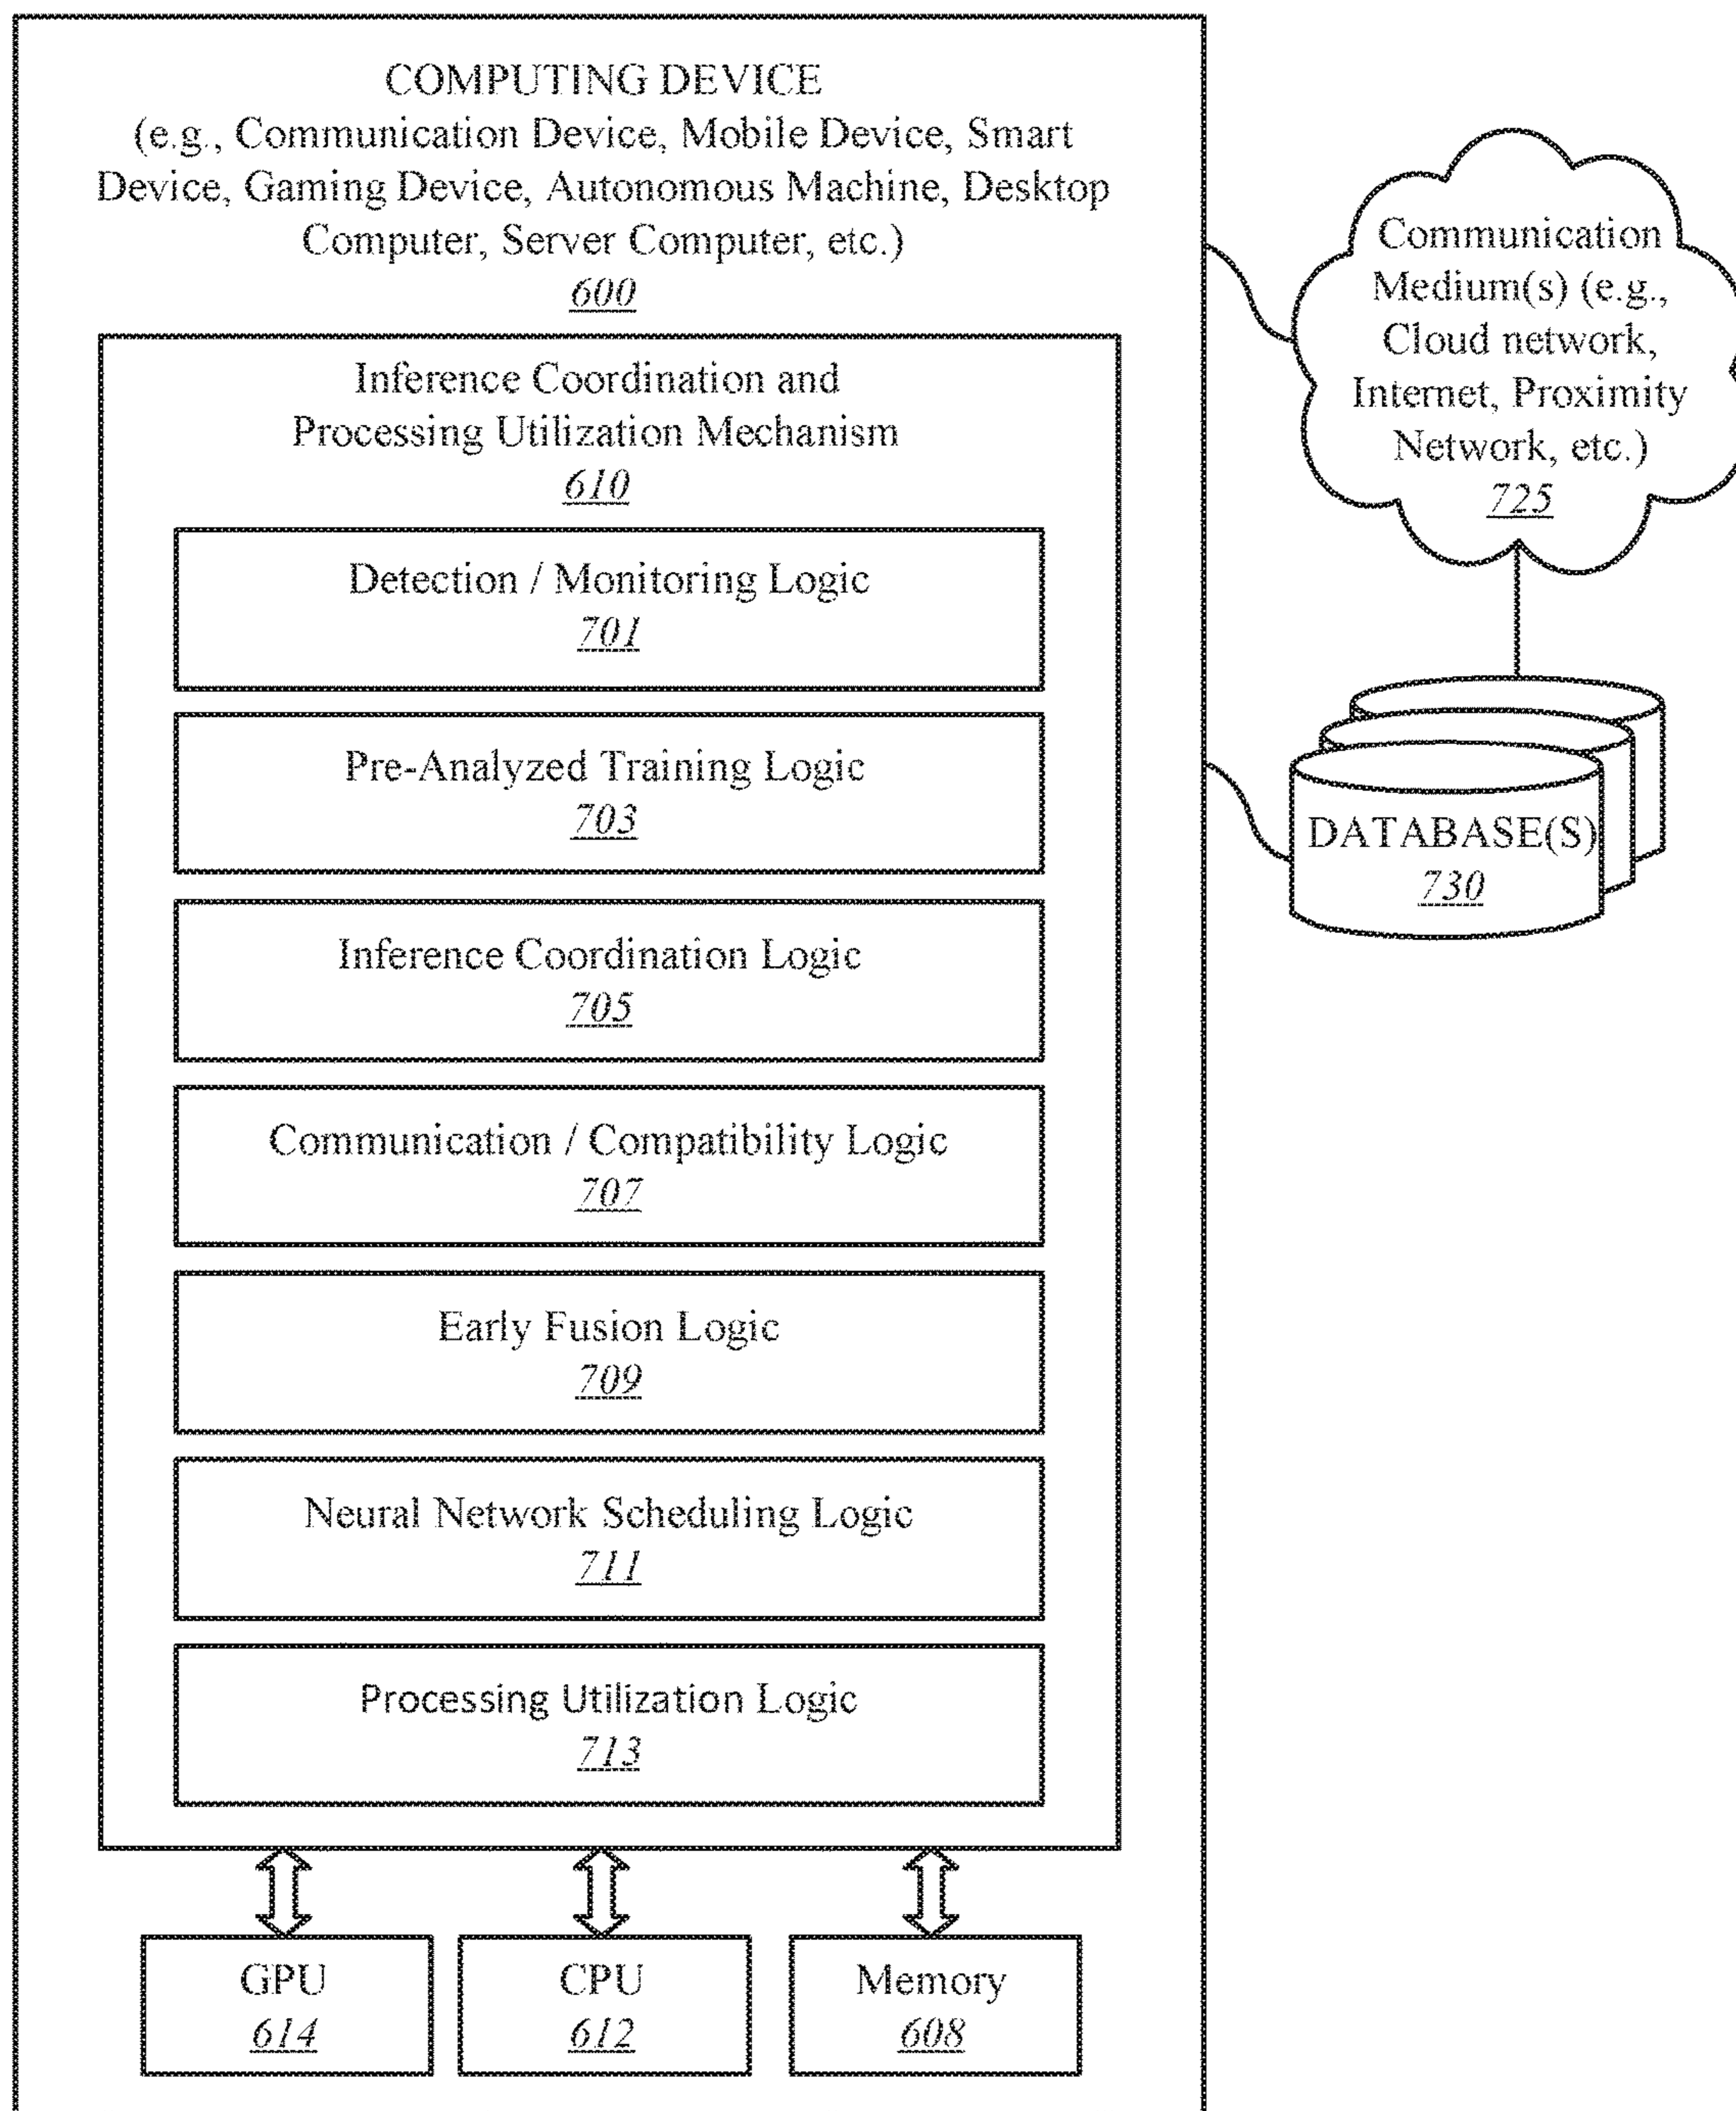 COMPUTING DEVICE
(e.g., Communication Device, Mobile Device, Smart
Device, Gaming Device, Autonomous Machine, Desktop
Computer, Server Computer, etc.)
600
Inference Coordination and
Processing Utilization Mechanism
610
Detection / Monitoring Logic
701
Pre-Analyzed Training Logic
703
Inference Coordination Logic
705
Communication / Compatibility Logic
707
Early Fusion Logic
709
Neural Network Scheduling Logic
711
Processing Utilization Logic
713
GPU
614
CPU
612
Memory
608
Communication
Medium(s) (e.g.,
Cloud network,
Internet, Proximity
Network, etc.)
725
DATABASE(S)
730